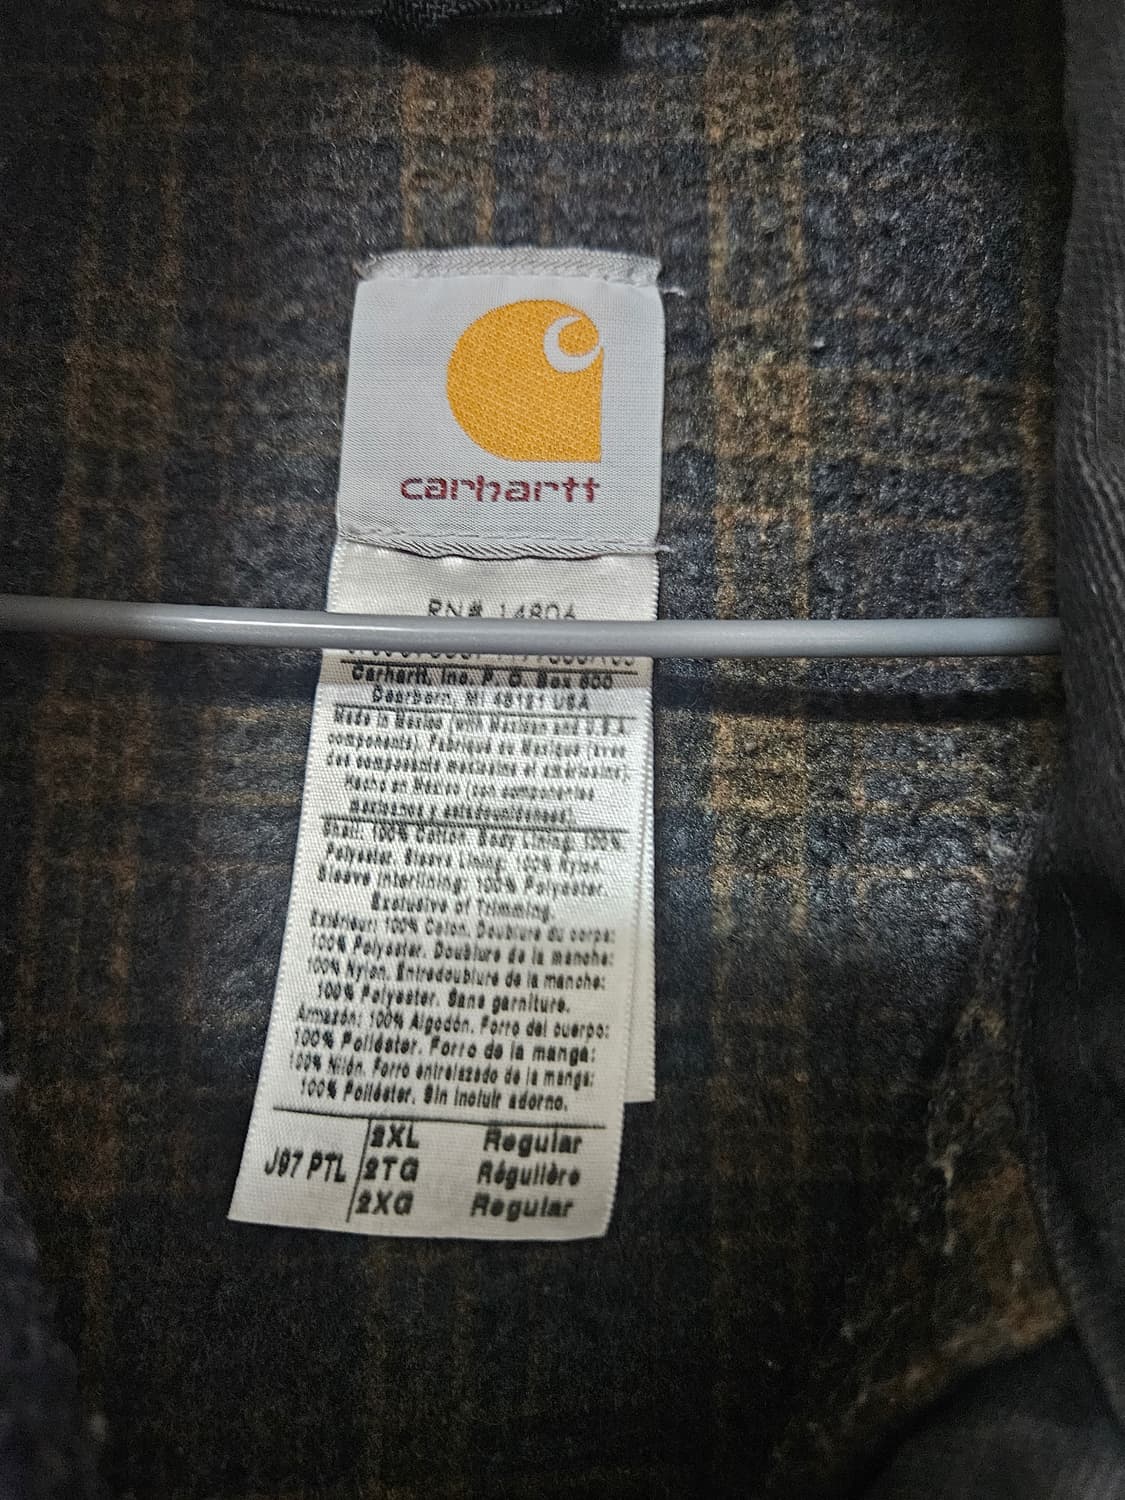 carhartt
RN# 14806
Carhartt, Inc. P. O. Box 600
Dearborn, MI 48121 USA
Made in Mexico (with Mexican and U.S.A.
components). Fabriqué au Mexique (avec
des composants mexicains et américains).
Hecho en México (con componentes
mexicanos y estadounidenses).
Shell: 100% Cotton. Body Lining: 100%
Polyester. Sleeve Lining: 100% Nylon.
Sleeve Interlining: 100% Polyester.
Exclusive of Trimming.
Extérieur: 100% Coton. Doublure du corps:
100% Polyester. Doublure de la manche:
100% Nylon. Entredoublure de la manche:
100% Polyester. Sans garniture.
Armazón: 100% Algodón. Forro del cuerpo:
100% Poliéster. Forro de la manga:
100% Nilón. Forro entrelazado de la manga:
100% Poliéster. Sin incluir adorno.
J97 PTL
2XL Regular
2TG Régulière
2XG Regular